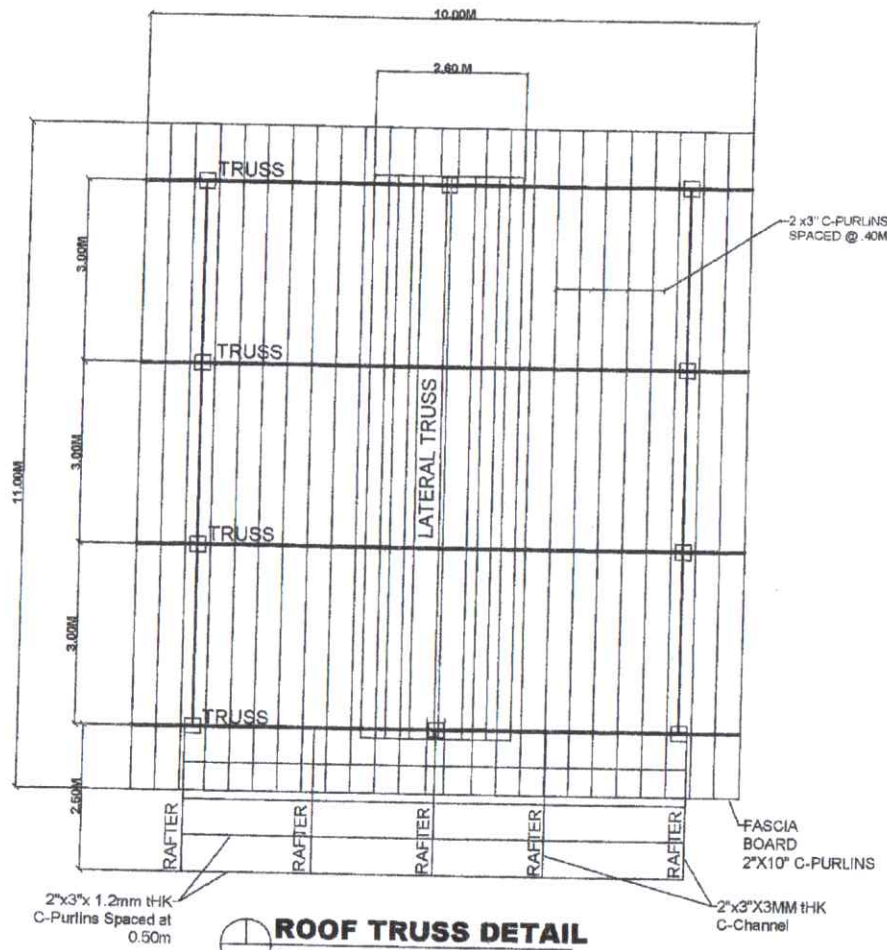 10.00M
2.60 M
TRUSS
2 x3" C-PURLINS
SPACED @ .40M
3.00M
TRUSS
LATERAL TRUSS
3.00M
11.00M
TRUSS
3.00M
TRUSS
2.50M
RAFTER
RAFTER
RAFTER
RAFTER
RAFTER
FASCIA
BOARD
2"X10" C-PURLINS
2"x3"x 1.2mm tHK
C-Purlins Spaced at
0.50m
2"x3"X3MM tHK
C-Channel
ROOF TRUSS DETAIL